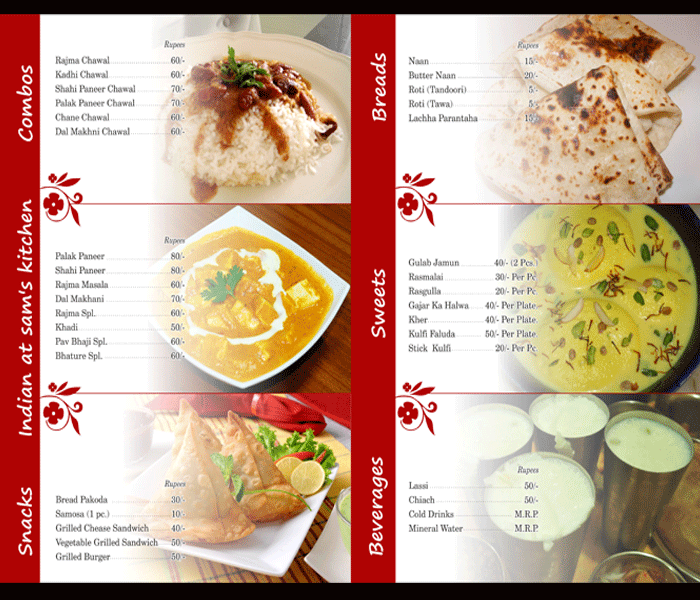 Combos
Rupees
Rajma Chawal 60/-
Kadhi Chawal 60/-
Shahi Paneer Chawal 70/-
Palak Paneer Chawal 70/-
Chane Chawal 60/-
Dal Makhni Chawal 60/-
Indian at sam's kitchen
Rupees
Palak Paneer 80/-
Shahi Paneer 80/-
Rajma Masala 60/-
Dal Makhani 70/-
Rajma Spl. 60/-
Khadi 50/-
Pav Bhaji Spl. 60/-
Bhature Spl. 60/-
Snacks
Rupees
Bread Pakoda 30/-
Samosa (1 pc.) 10/-
Grilled Chease Sandwich 40/-
Vegetable Grilled Sandwich 50/-
Grilled Burger 50/-
Breads
Rupees
Naan 15/-
Butter Naan 20/-
Roti (Tandoori) 5/-
Roti (Tawa) 5/-
Lachha Parantaha 15/-
Sweets
Gulab Jamun 40/- (2 Pcs.)
Rasmalai 30/- Per Pc
Rasgulla 20/- Per Pc
Gajar Ka Halwa 40/- Per Plate
Kher 40/- Per Plate
Kulfi Faluda 50/- Per Plate
Stick Kulfi 20/- Per Pc
Beverages
Rupees
Lassi 50/-
Chiach 50/-
Cold Drinks M.R.P.
Mineral Water M.R.P.